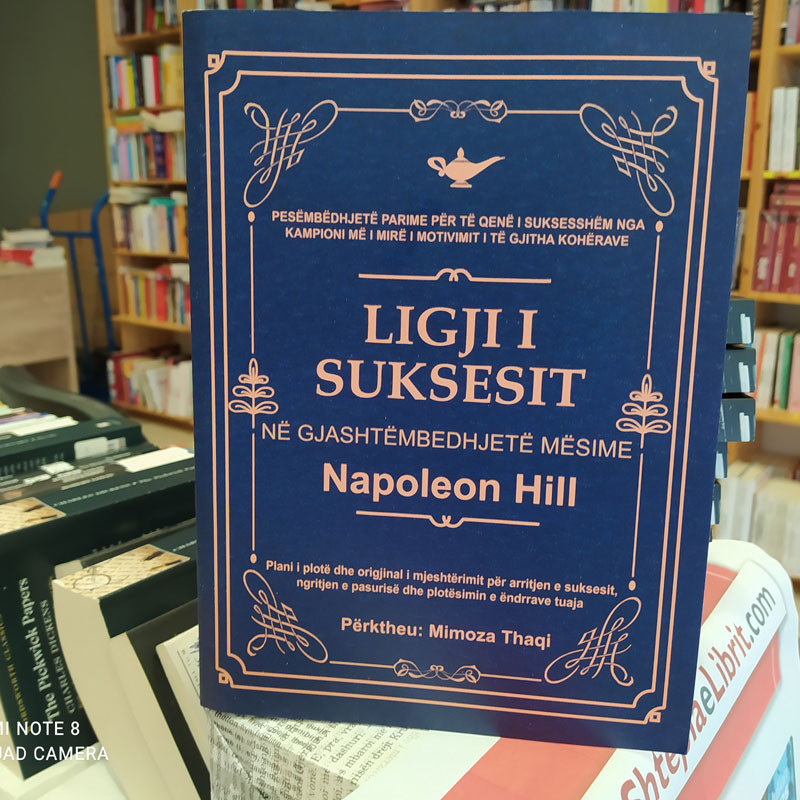 PESËMBËDHJETË PARIME PËR TË QENË I SUKSESSHËM NGA
KAMPIONI MË I MIRË I MOTIVIMIT I TË GJITHA KOHËRAVE
LIGJI I
SUKSESIT
NË GJASHTËMBEDHJETË MËSIME
Napoleon Hill
Plani i plotë dhe origjinal i mjeshtërimit për arritjen e suksesit,
ngritjen e pasurisë dhe plotësimin e ëndrrave tuaja
Përktheu: Mimoza Thaqi
The Pickwick Papers
CHARLES DICKENS
ShtepiaeLibrit.com
MI NOTE 8
UAD CAMERA